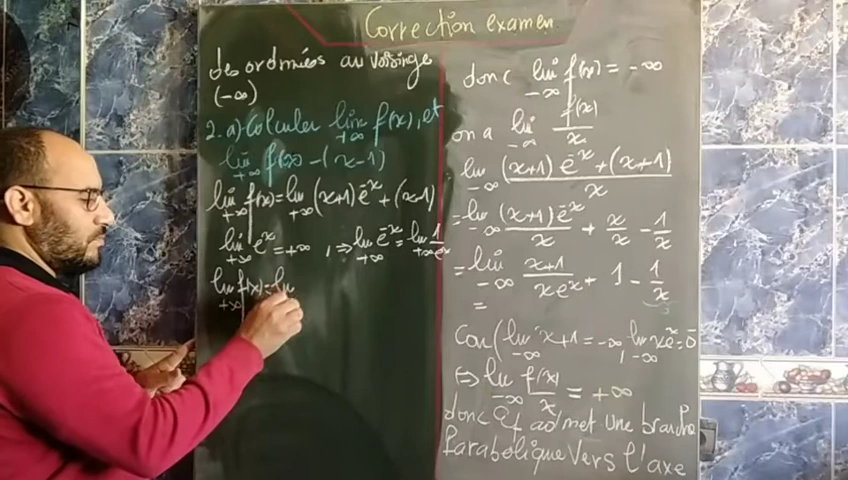 Correction examen
des ordonnées au voisinage
(-∞)
2. a) Calculer lim f(x), et
+∞
lim f(x) - (x-1)
+∞
lim f(x) = lim (x+1) e^-x + (x-1)
+∞ +∞
lim e^x = +∞ , ⇒ lim e^-x = lim 1/e^x
+∞ +∞ +∞
lim f(x) = lim
+∞
donc lim f(x) = -∞
-∞
on a lim f(x)/x
-∞
lim ((x+1) e^-x + (x+1))/x
-∞
= lim ((x+1) e^-x)/x + x/x - 1/x
-∞
= lim (x+1)/(x e^x) + 1 - 1/x
-∞
=
Car (lim x+1 = -∞, lim x e^x = 0^-
-∞ -∞
⇒ lim f(x)/x = +∞
-∞
donc Cf admet une branche
Parabolique Vers l'axe